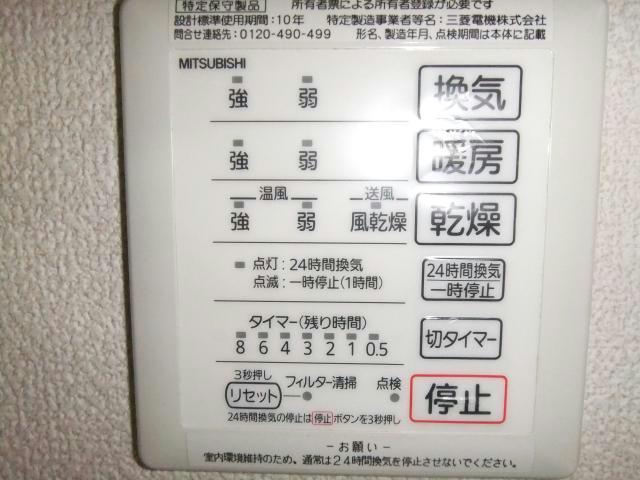 特定保守製品 所有者票による所有者登録が必要です
設計標準使用期間：10年 特定製造事業者等名：三菱電機株式会社
問合せ連絡先：0120-490-499 形名、製造年月、点検期間は本体に記載
MITSUBISHI
強 弱 換気
強 弱 暖房
温風 送風
強 弱 風乾燥 乾燥
点灯：24時間換気
点滅：一時停止(1時間)
24時間換気
一時停止
タイマー(残り時間)
8 6 4 3 2 1 0.5
切タイマー
3秒押し
リセット フィルター清掃 点検
停止
24時間換気の停止は停止ボタンを3秒押し
－お願い－
室内環境維持のため、通常は24時間換気を停止させないでください。